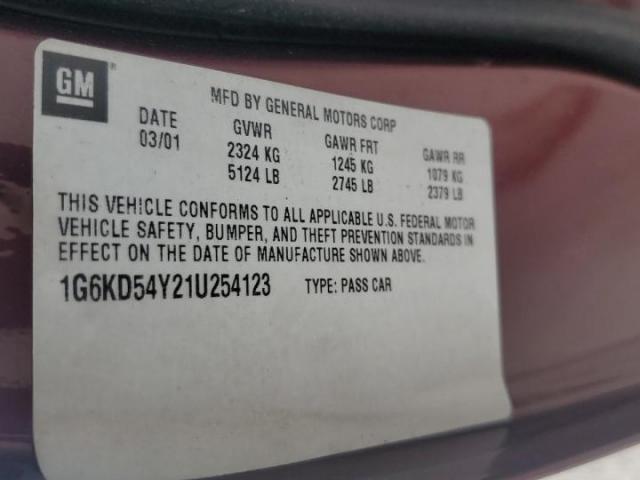 GM ®
MFD BY GENERAL MOTORS CORP
DATE GVWR GAWR FRT GAWR RR
03/01 2324 KG 1245 KG 1079 KG
5124 LB 2745 LB 2379 LB
THIS VEHICLE CONFORMS TO ALL APPLICABLE U.S. FEDERAL MOTOR
VEHICLE SAFETY, BUMPER, AND THEFT PREVENTION STANDARDS IN
EFFECT ON THE DATE OF MANUFACTURE SHOWN ABOVE.
1G6KD54Y21U254123 TYPE: PASS CAR